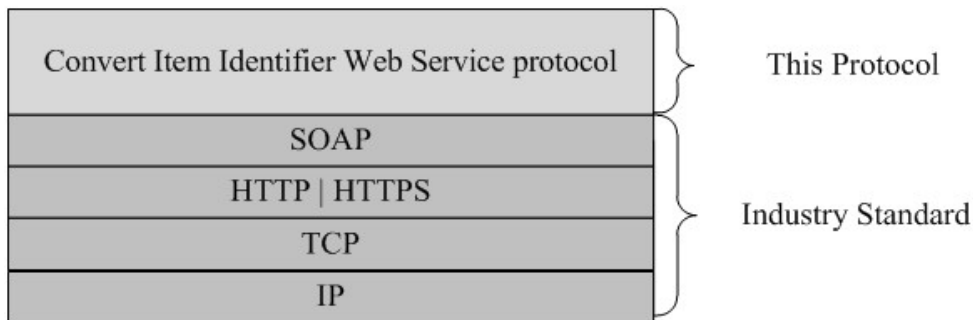 Convert Item Identifier Web Service protocol
This Protocol
SOAP
HTTP | HTTPS
TCP
IP
Industry Standard